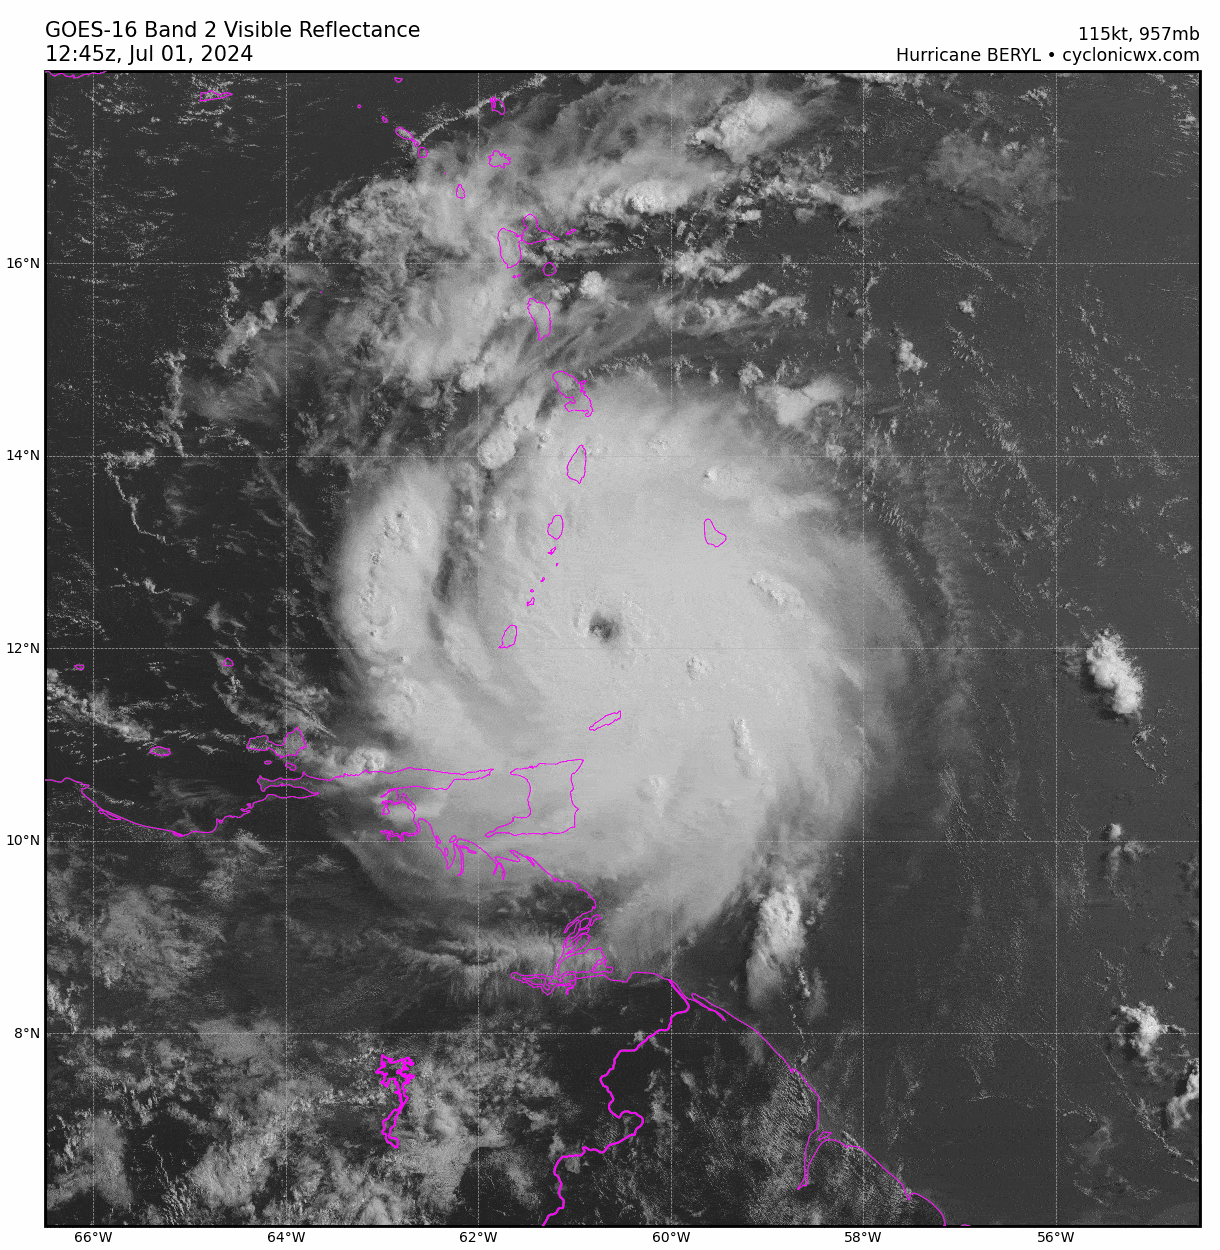 GOES-16 Band 2 Visible Reflectance
12:45z, Jul 01, 2024
115kt, 957mb
Hurricane BERYL • cyclonicwx.com
16°N
14°N
12°N
10°N
8°N
66°W 64°W 62°W 60°W 58°W 56°W